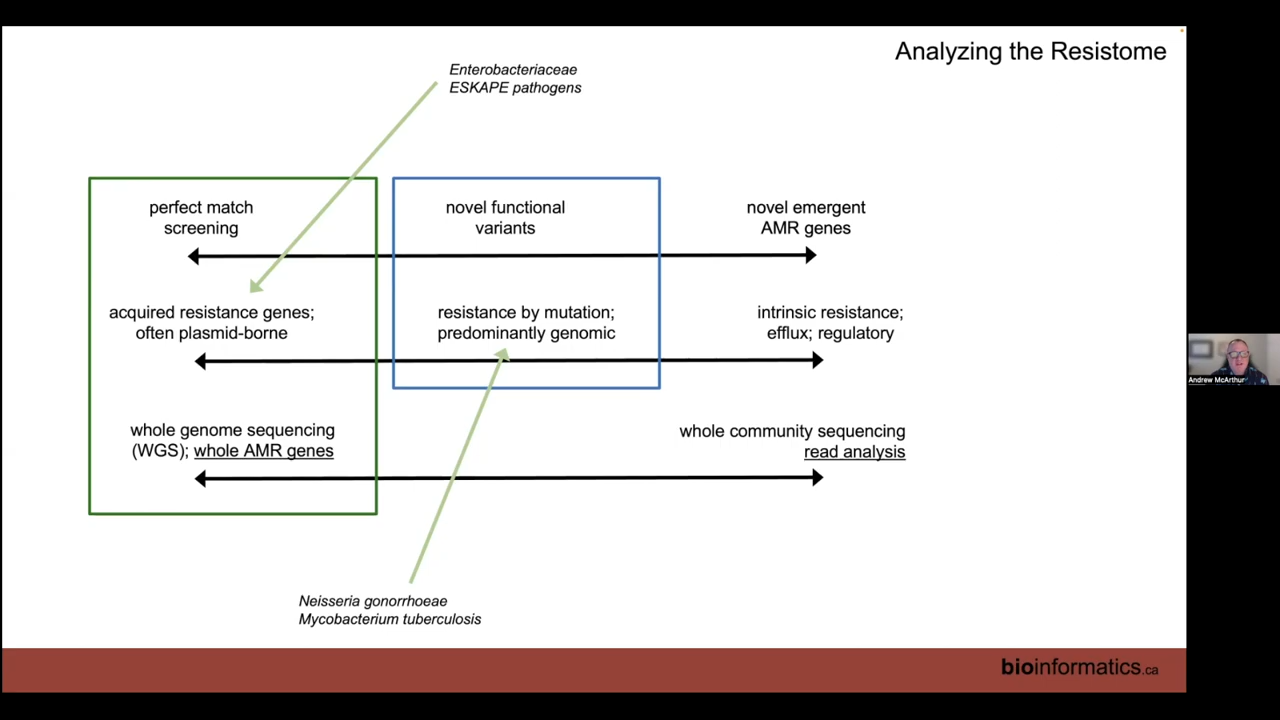 Analyzing the Resistome
Enterobacteriaceae
ESKAPE pathogens
perfect match
screening
novel functional
variants
novel emergent
AMR genes
acquired resistance genes;
often plasmid-borne
resistance by mutation;
predominantly genomic
intrinsic resistance;
efflux; regulatory
whole genome sequencing
(WGS); whole AMR genes
whole community sequencing
read analysis
Neisseria gonorrhoeae
Mycobacterium tuberculosis
bioinformatics.ca
Andrew McArthur